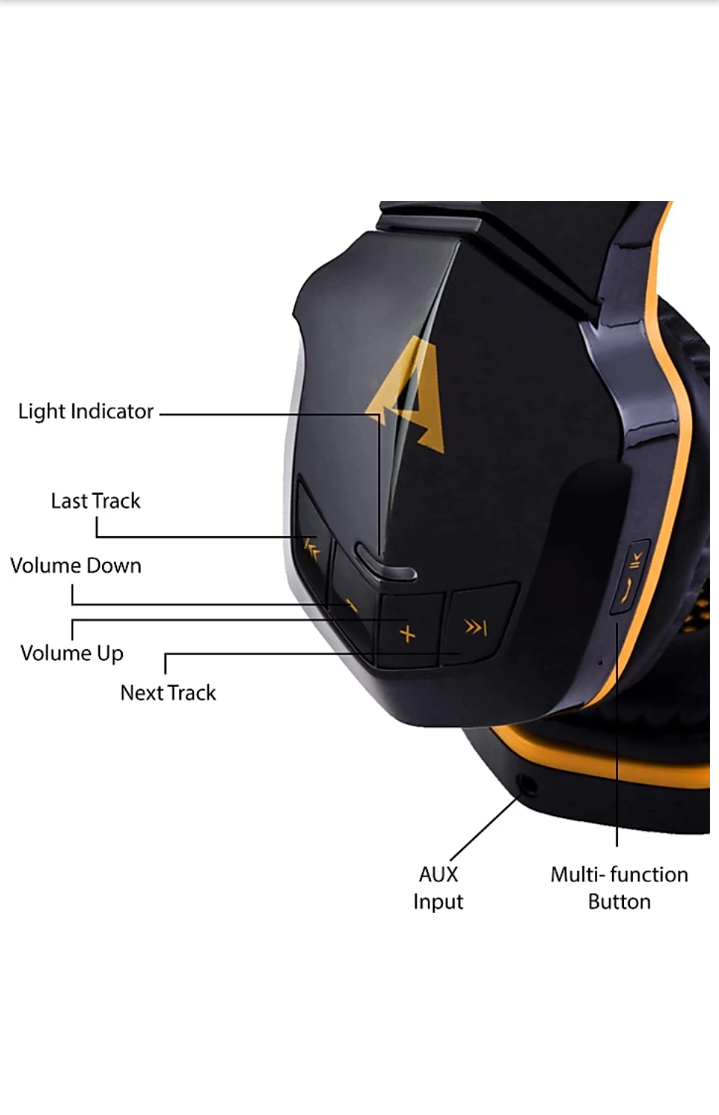 Light Indicator
Last Track
Volume Down
Volume Up
Next Track
AUX
Input
Multi- function
Button